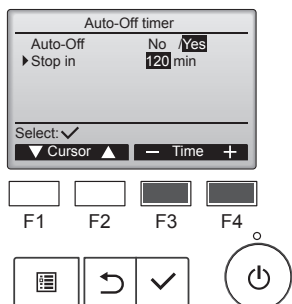 Auto-Off timer
Auto-Off No / Yes
Stop in 120 min
Select:
Cursor − Time +
F1 F2 F3 F4